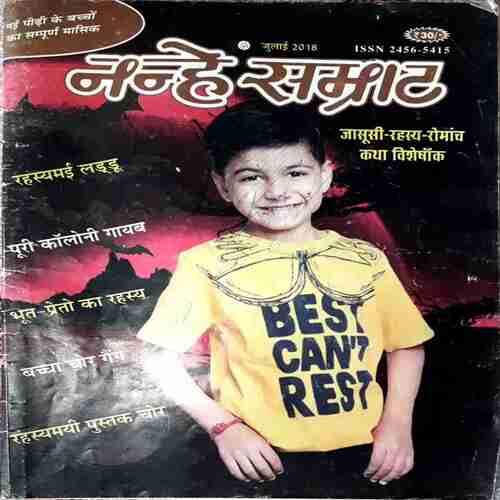 नई पीढ़ी के बच्चों
का सम्पूर्ण मासिक
₹30/-
जुलाई 2018
ISSN 2456-5415
नन्हे सम्राट
जासूसी-रहस्य-रोमांच
कथा विशेषाँक
रहस्यमई लड्डू
पूरी कॉलोनी गायब
भूत-प्रेतो का रहस्य
बच्चा चोर गैंग
रहस्यमयी पुस्तक चोर
BEST
CAN'T
REST